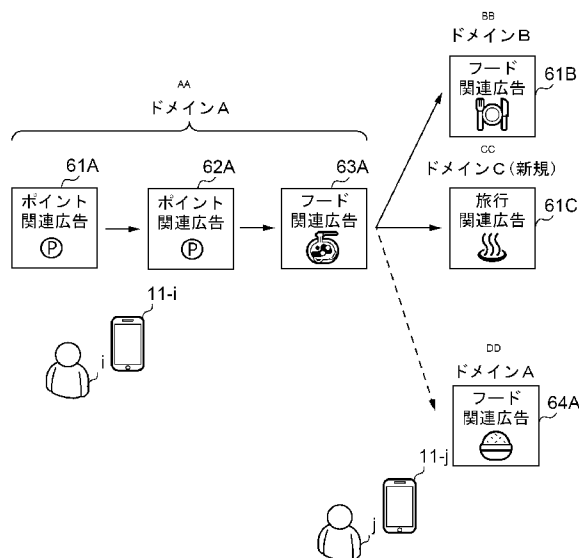 AA
ドメインA
61A
ポイント
関連広告
P
62A
ポイント
関連広告
P
63A
フード
関連広告
BB
ドメインB
フード
関連広告
61B
CC
ドメインC(新規)
旅行
関連広告
61C
DD
ドメインA
フード
関連広告
64A
11-i
i
11-j
j